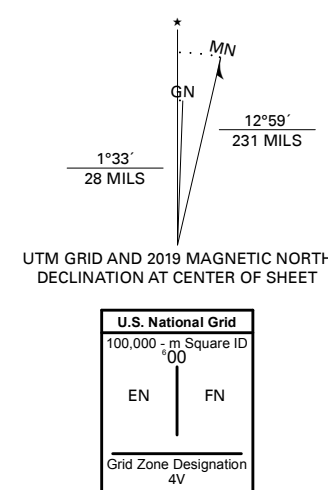 ★
MN
GN
12°59´
231 MILS
1°33´
28 MILS
UTM GRID AND 2019 MAGNETIC NORTH
DECLINATION AT CENTER OF SHEET
U.S. National Grid
100,000 - m Square ID
⁶00
EN FN
Grid Zone Designation
4V